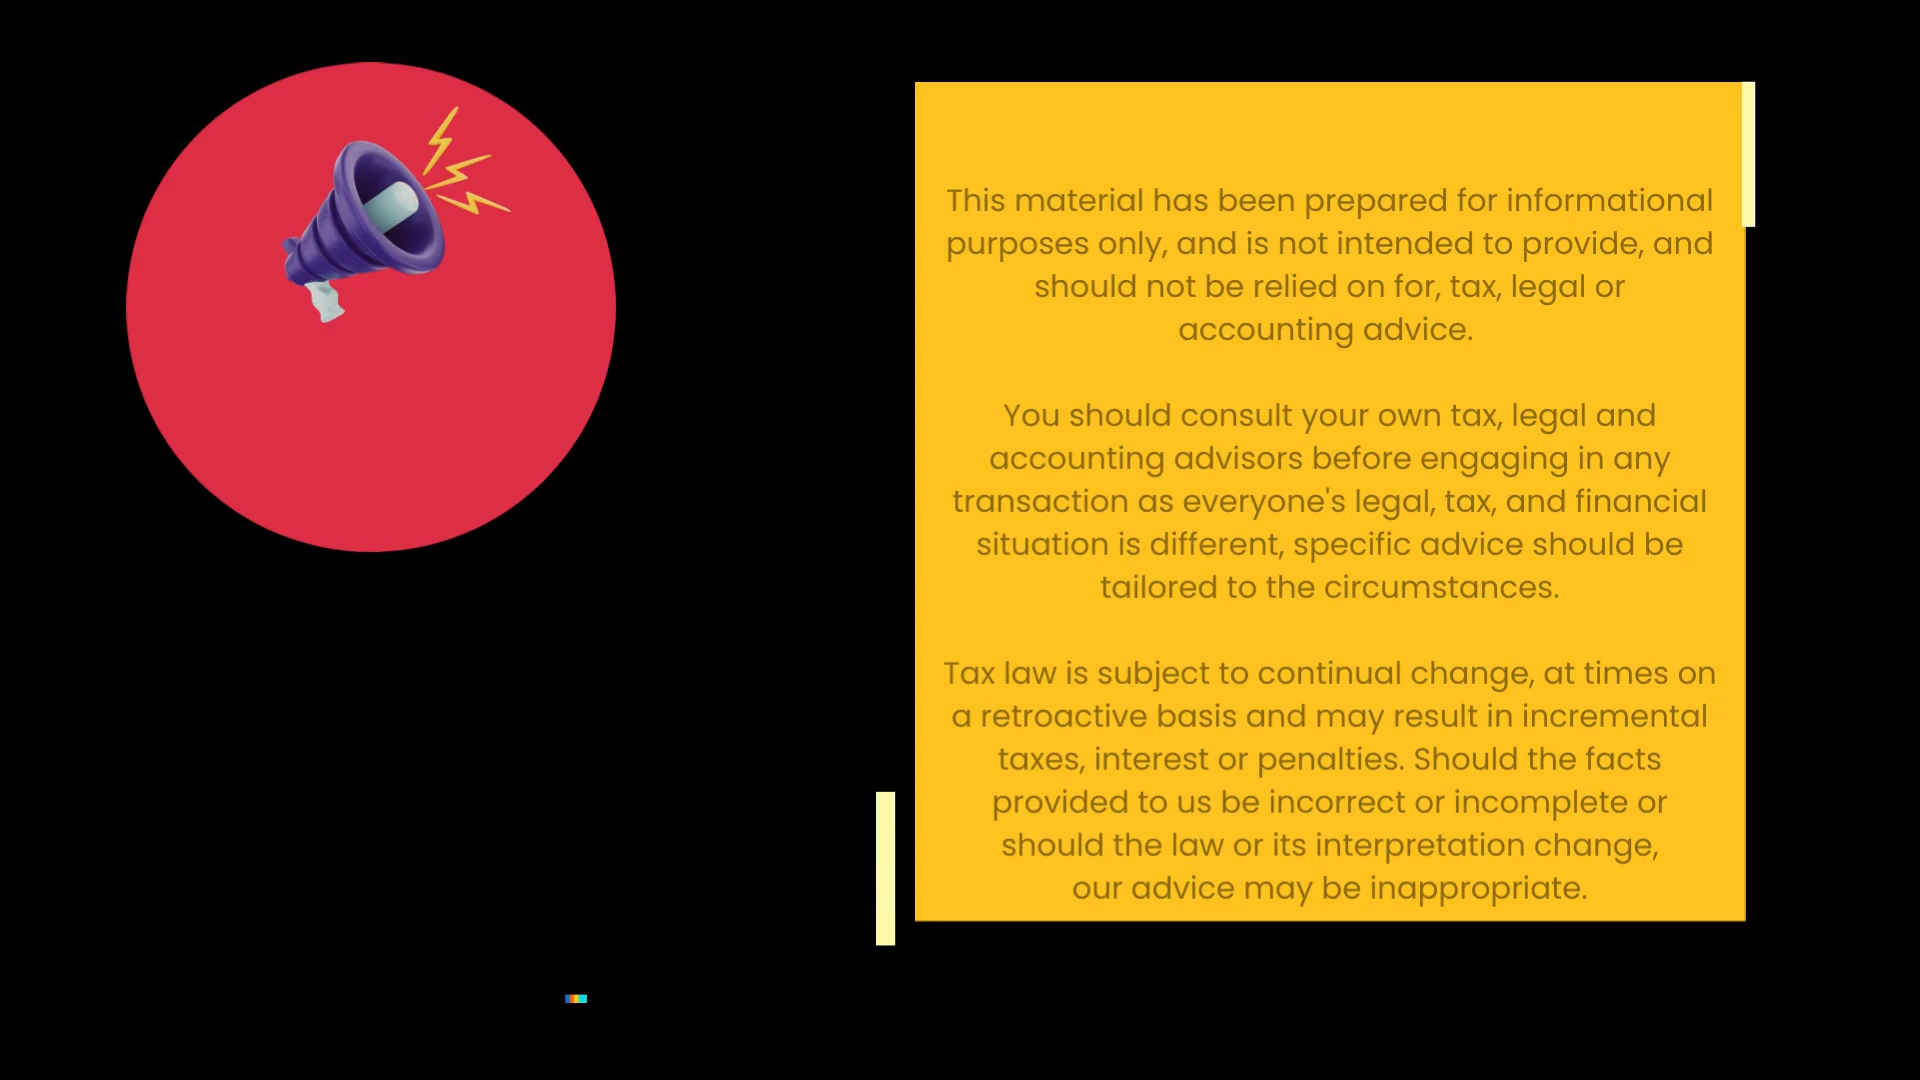 This material has been prepared for informational
purposes only, and is not intended to provide, and
should not be relied on for, tax, legal or
accounting advice.
You should consult your own tax, legal and
accounting advisors before engaging in any
transaction as everyone's legal, tax, and financial
situation is different, specific advice should be
tailored to the circumstances.
Tax law is subject to continual change, at times on
a retroactive basis and may result in incremental
taxes, interest or penalties. Should the facts
provided to us be incorrect or incomplete or
should the law or its interpretation change,
our advice may be inappropriate.